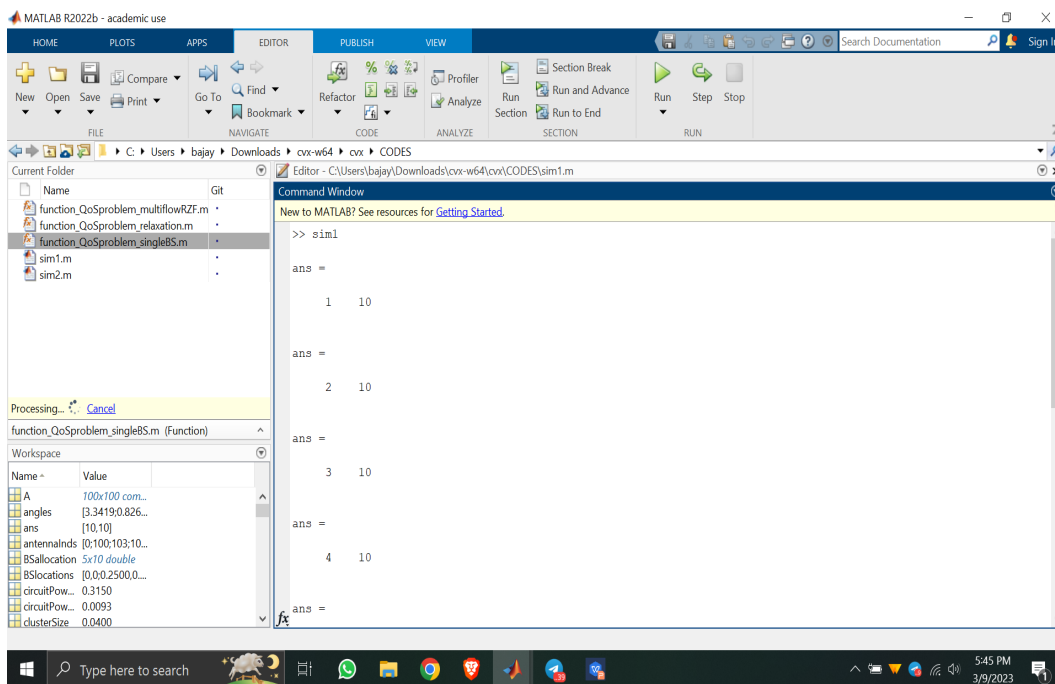 MATLAB R2022b - academic use
HOME PLOTS APPS EDITOR PUBLISH VIEW Search Documentation Sign In
New Open Save Compare Print Go To Find Bookmark Refactor Profiler Analyze Run Section Section Break Run and Advance Run to End Run Step Stop
FILE NAVIGATE CODE ANALYZE SECTION RUN
C: Users bajay Downloads cvx-w64 cvx CODES
Current Folder
Name Git
function_QoSproblem_multiflowRZF.m
function_QoSproblem_relaxation.m
function_QoSproblem_singleBS.m
sim1.m
sim2.m
Processing... Cancel
function_QoSproblem_singleBS.m (Function)
Workspace
Name Value
A 100x100 com...
angles [3.3419;0.826...
ans [10,10]
antennaInds [0;100;103;10...
BSallocation 5x10 double
BSlocations [0,0;0.2500,0....
circuitPow... 0.3150
circuitPow... 0.0093
clusterSize 0.0400
Editor - C:\Users\bajay\Downloads\cvx-w64\cvx\CODES\sim1.m
Command Window
New to MATLAB? See resources for Getting Started.
>> sim1
ans =
1 10
ans =
2 10
ans =
3 10
ans =
4 10
ans =
fx
Type here to search
5:45 PM
3/9/2023